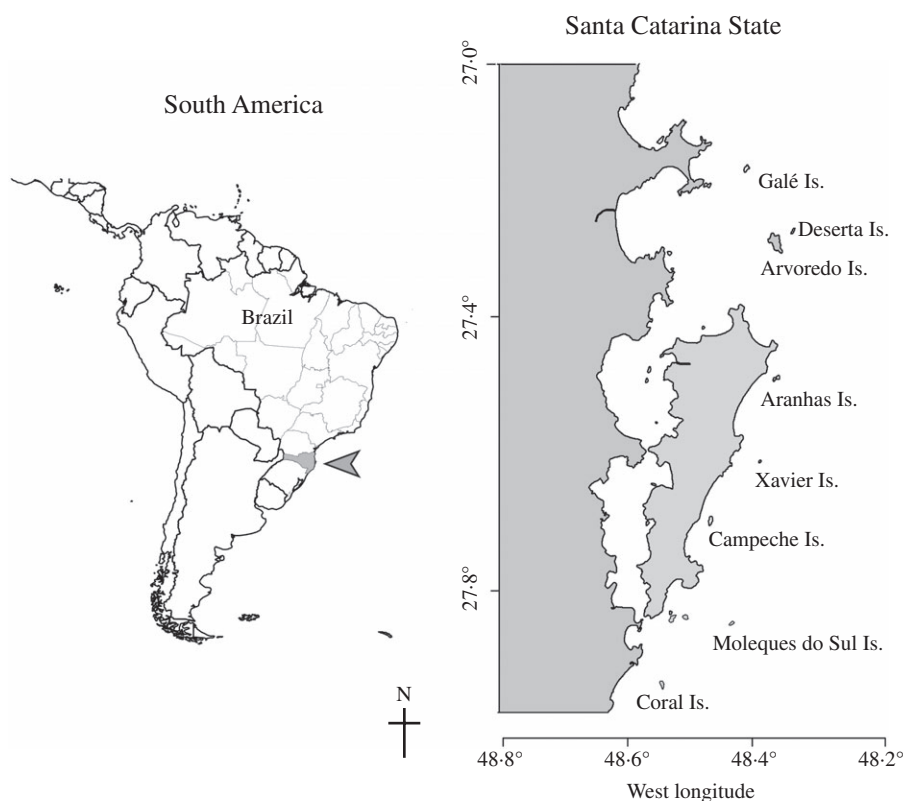 Santa Catarina State
South America
27·0°
Galé Is.
Deserta Is.
Arvoredo Is.
Brazil
27·4°
Aranhas Is.
Xavier Is.
Campeche Is.
27·8°
Moleques do Sul Is.
N
Coral Is.
48·8° 48·6° 48·4° 48·2°
West longitude